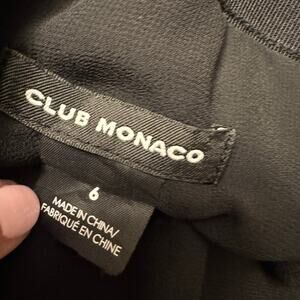 CLUB MONACO
6
MADE IN CHINA/
FABRIQUÉ EN CHINE